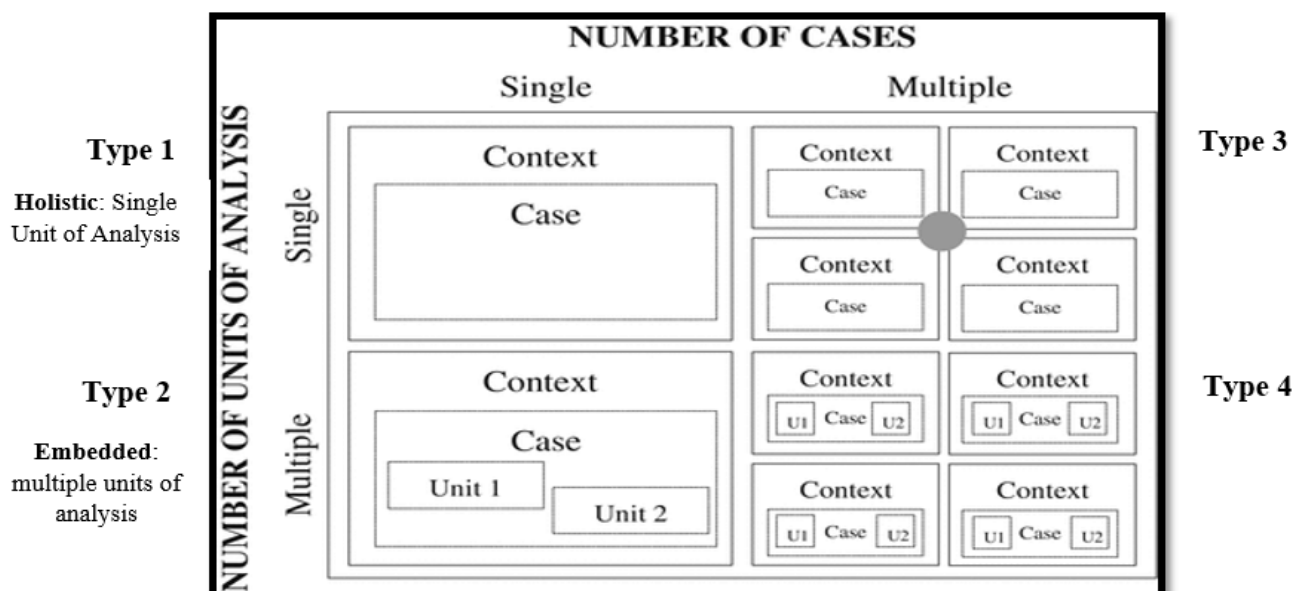 NUMBER OF CASES
Single
Multiple
NUMBER OF UNITS OF ANALYSIS
Type 1
Holistic: Single
Unit of Analysis
Single
Context
Case
Context
Case
Context
Case
Context
Case
Context
Case
Type 3
Type 2
Embedded:
multiple units of
analysis
Multiple
Context
Case
Unit 1
Unit 2
Context
U1 Case U2
Context
U1 Case U2
Context
U1 Case U2
Context
U1 Case U2
Type 4